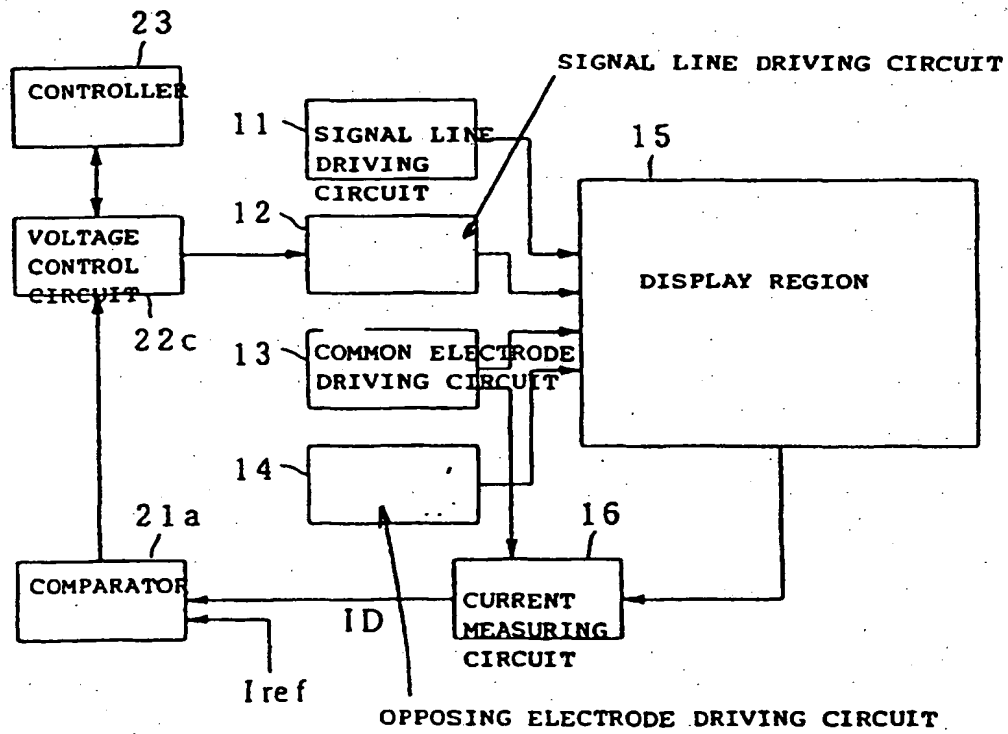 23
CONTROLLER
SIGNAL LINE DRIVING CIRCUIT
11
SIGNAL LINE
DRIVING
CIRCUIT
15
12
VOLTAGE
CONTROL
CIRCUIT
22c
DISPLAY REGION
13
COMMON ELECTRODE
DRIVING CIRCUIT
14
21a
COMPARATOR
16
CURRENT
MEASURING
CIRCUIT
ID
Iref
OPPOSING ELECTRODE DRIVING CIRCUIT